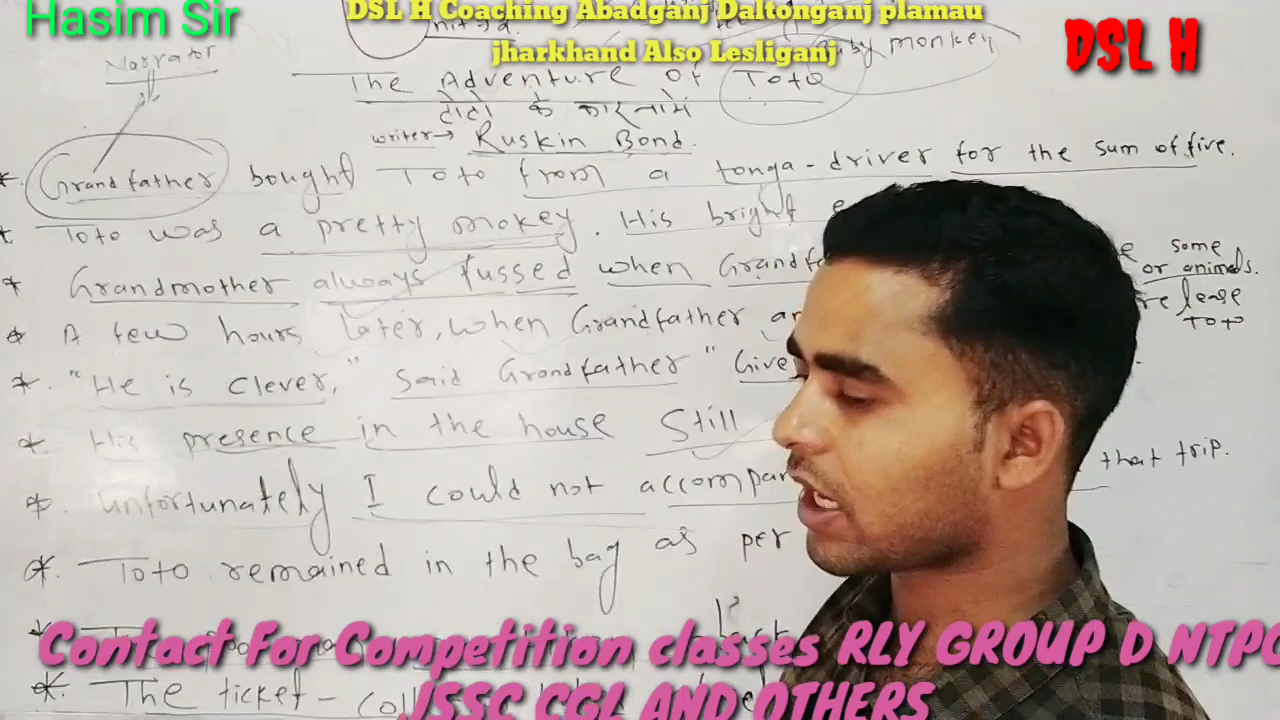 Hasim Sir
DSL H Coaching Abadganj Daltonganj plamau
jharkhand Also Lesliganj
DSL H
Narrator
monkey
The Adventure of Toto
टोटो के कारनामें
writer→ Ruskin Bond.
* Grandfather bought Toto from a tonga-driver for the sum of five.
Toto was a pretty mokey. His bright
* Grandmother always fussed when Grandfa some
or animals.
* A few hours later, when Grandfather an release
Toto
* "He is clever," said Grandfather" Give
* His presence in the house still
* unfortunately I could not accompan that trip.
* Toto remained in the bag as per
* The ticket-
Contact For Competition classes RLY GROUP D NTPC
JSSC CGL AND OTHERS